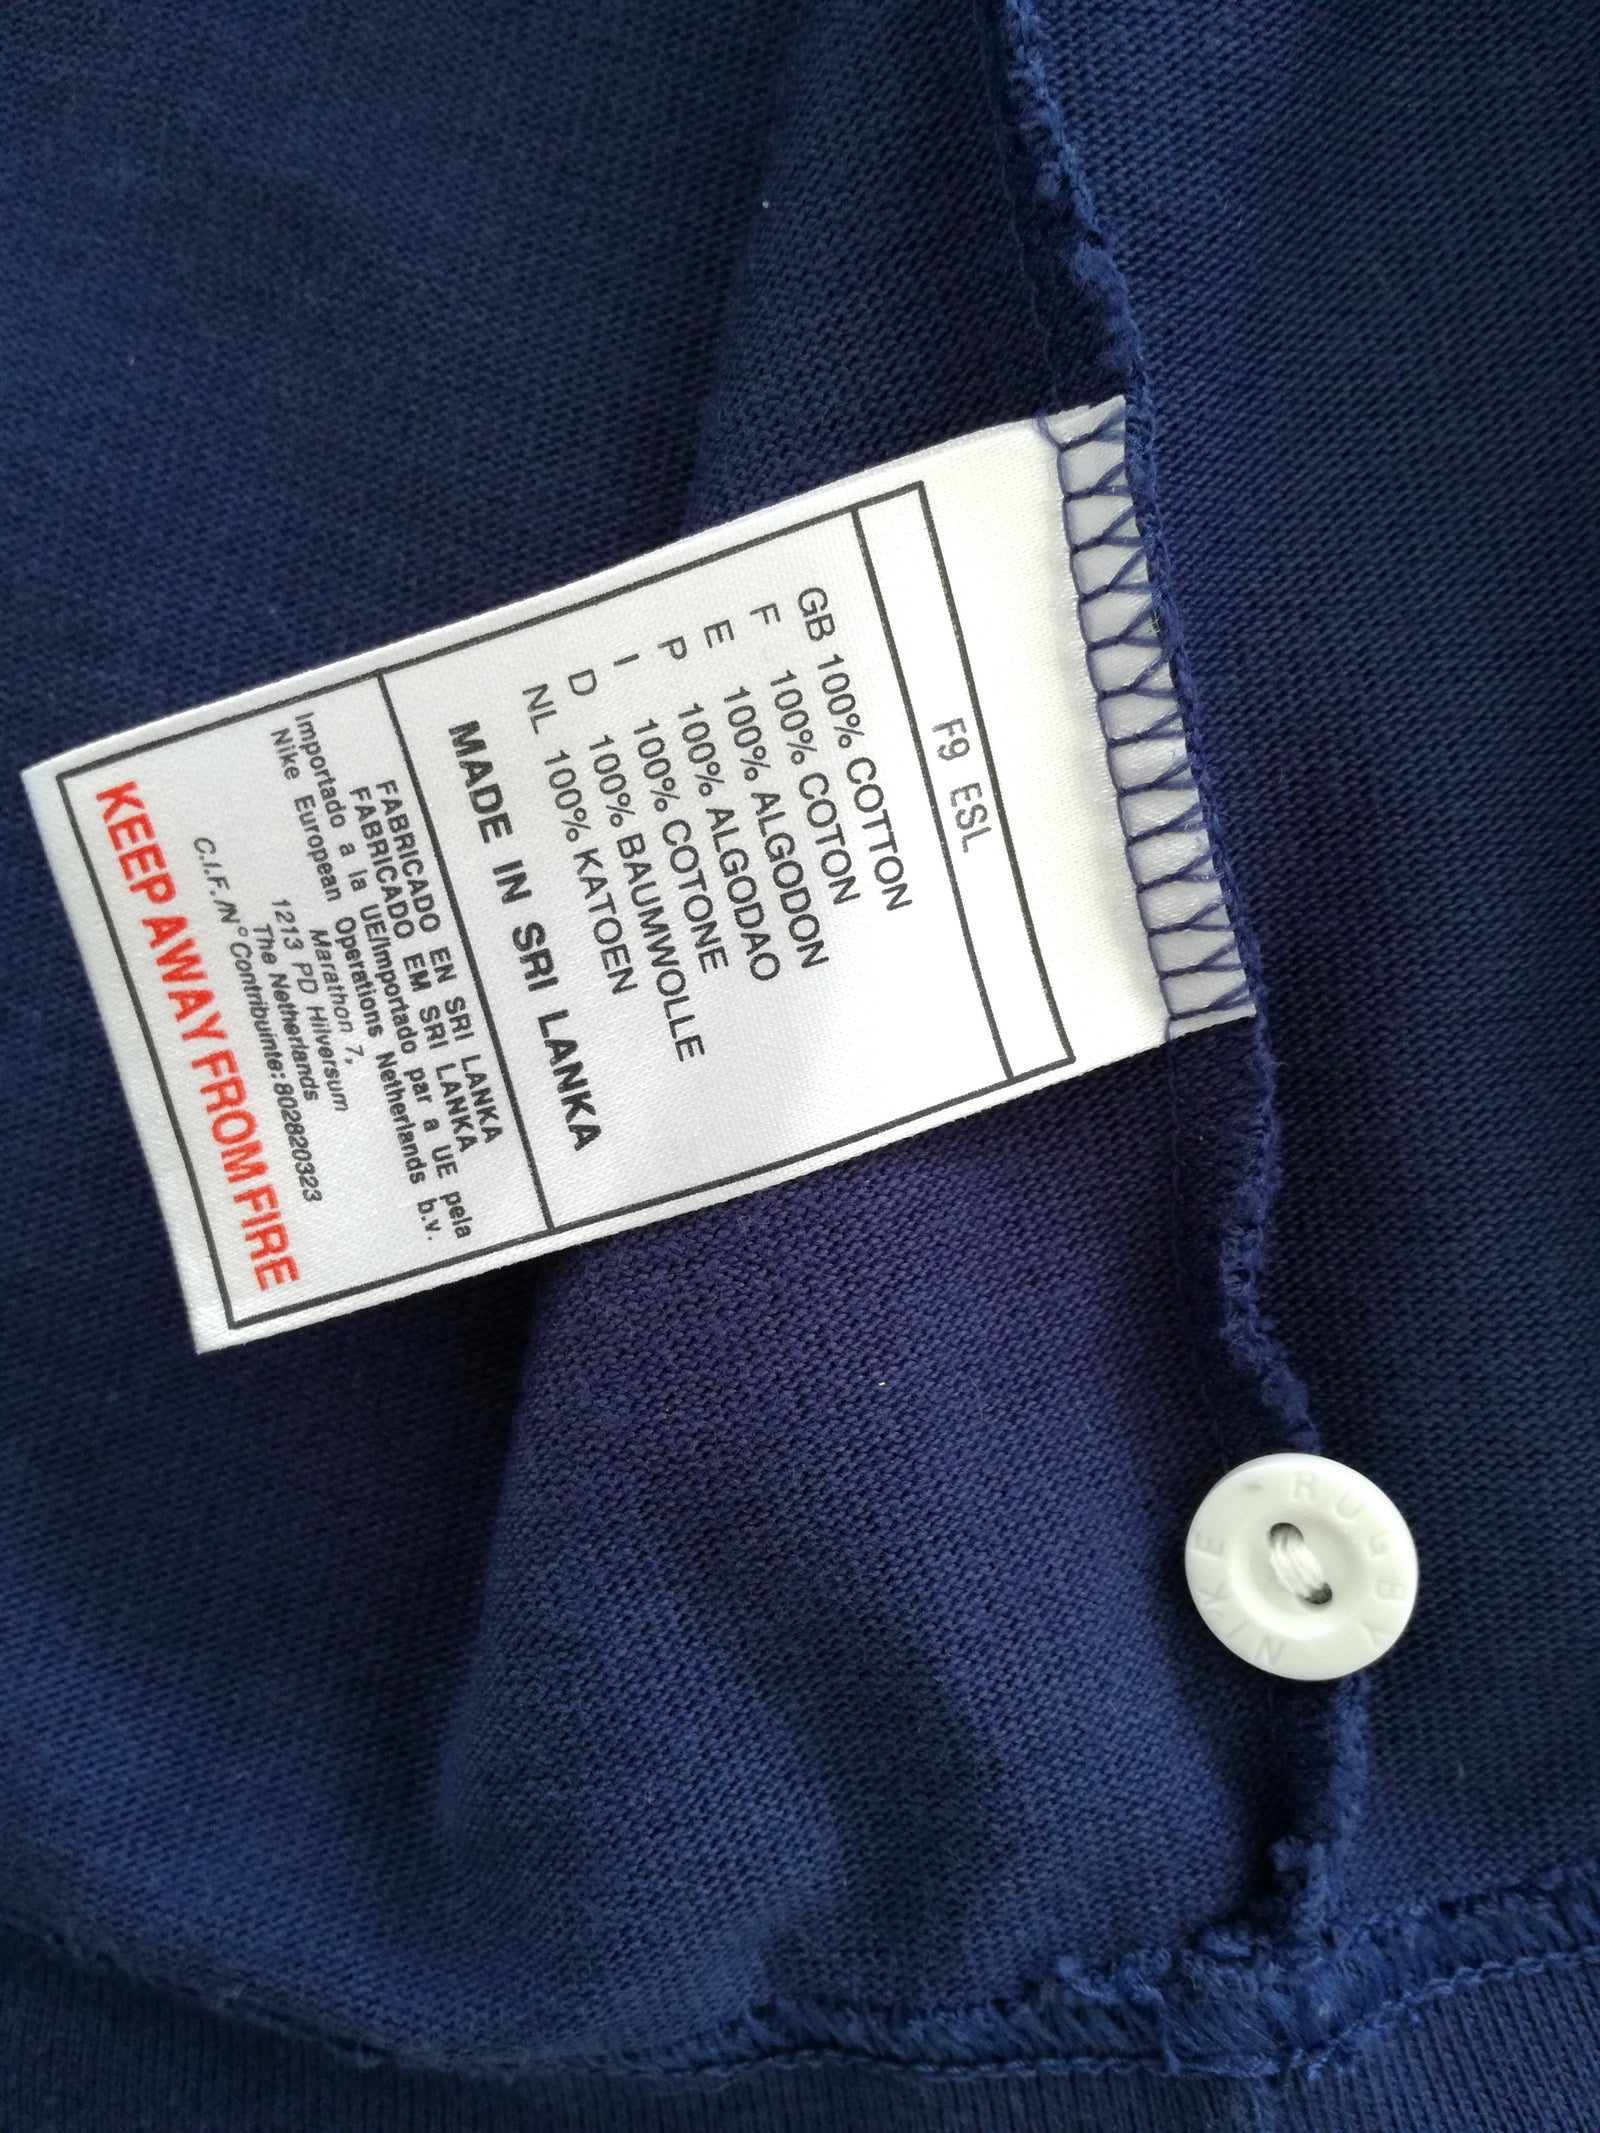 F9 ESL
GB 100% COTTON
F 100% COTON
E 100% ALGODON
P 100% ALGODAO
I 100% COTONE
D 100% BAUMWOLLE
NL 100% KATOEN
MADE IN SRI LANKA
FABRICADO EN SRI LANKA
FABRICADO EM SRI LANKA
Importado a la UE/Importado par a UE pela
Nike European Operations Netherlands b.v.
Marathon 7,
1213 PD Hilversum
The Netherlands
C.I.F./N° Contribuinte: 802820323
KEEP AWAY FROM FIRE
NIKE - RUGBY